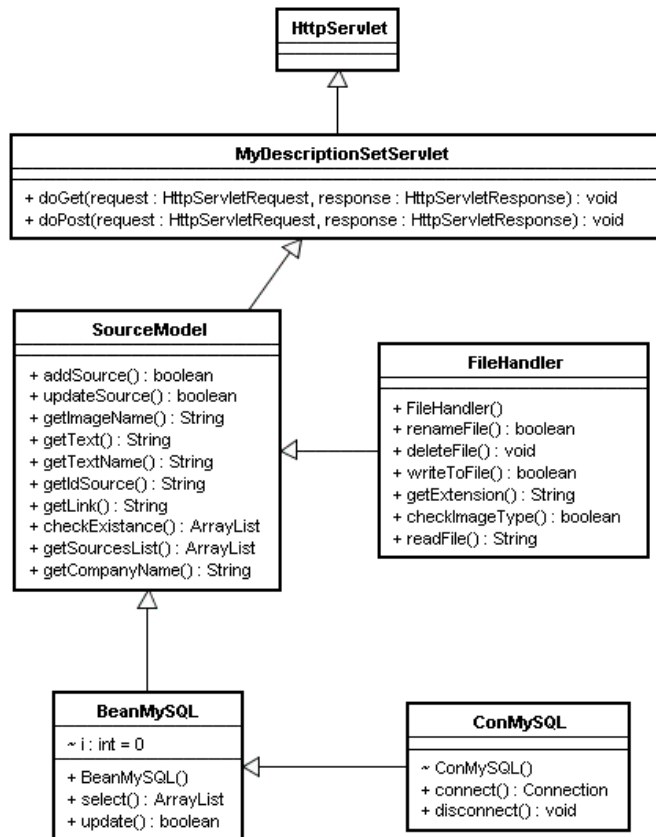 HttpServlet
MyDescriptionSetServlet
+ doGet(request : HttpServletRequest, response : HttpServletResponse) : void
+ doPost(request : HttpServletRequest, response : HttpServletResponse) : void
SourceModel
+ addSource() : boolean
+ updateSource() : boolean
+ getImageName() : String
+ getText() : String
+ getTextName() : String
+ getIdSource() : String
+ getLink() : String
+ checkExistance() : ArrayList
+ getSourcesList() : ArrayList
+ getCompanyName() : String
FileHandler
+ FileHandler()
+ renameFile() : boolean
+ deleteFile() : void
+ writeToFile() : boolean
+ getExtension() : String
+ checkImageType() : boolean
+ readFile() : String
BeanMySQL
~ i : int = 0
+ BeanMySQL()
+ select() : ArrayList
+ update() : boolean
ConMySQL
~ ConMySQL()
+ connect() : Connection
+ disconnect() : void